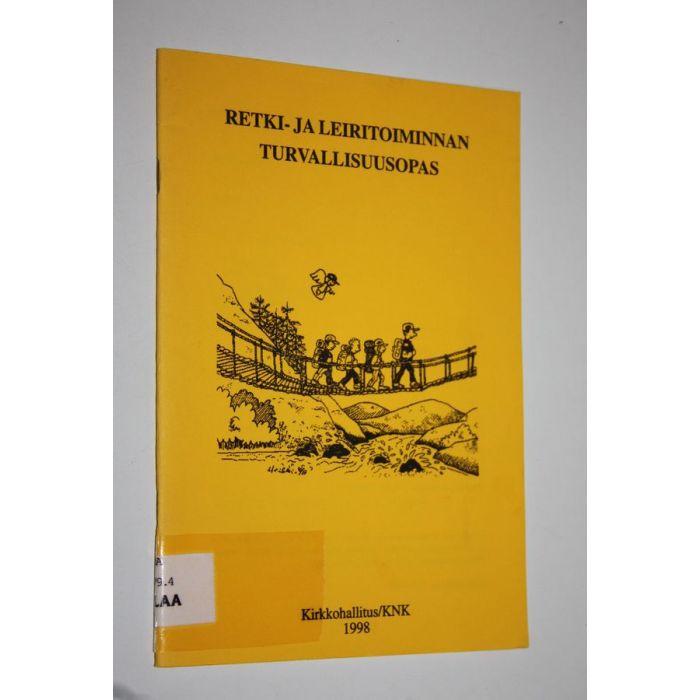 RETKI- JA LEIRITOIMINNAN
TURVALLISUUSOPAS
A
9.4
LAA
Kirkkohallitus/KNK
1998